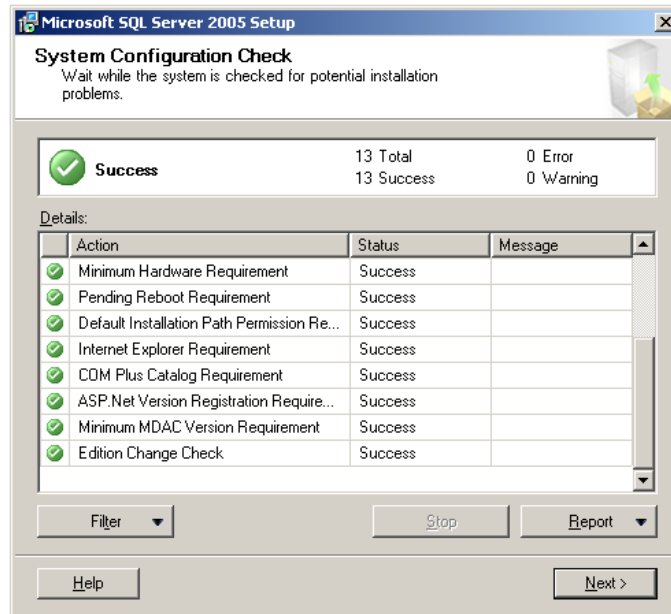 Microsoft SQL Server 2005 Setup
System Configuration Check
Wait while the system is checked for potential installation
problems.
Success 13 Total 0 Error
13 Success 0 Warning
Details:
Action Status Message
Minimum Hardware Requirement Success
Pending Reboot Requirement Success
Default Installation Path Permission Re... Success
Internet Explorer Requirement Success
COM Plus Catalog Requirement Success
ASP.Net Version Registration Require... Success
Minimum MDAC Version Requirement Success
Edition Change Check Success
Filter Stop Report
Help Next >